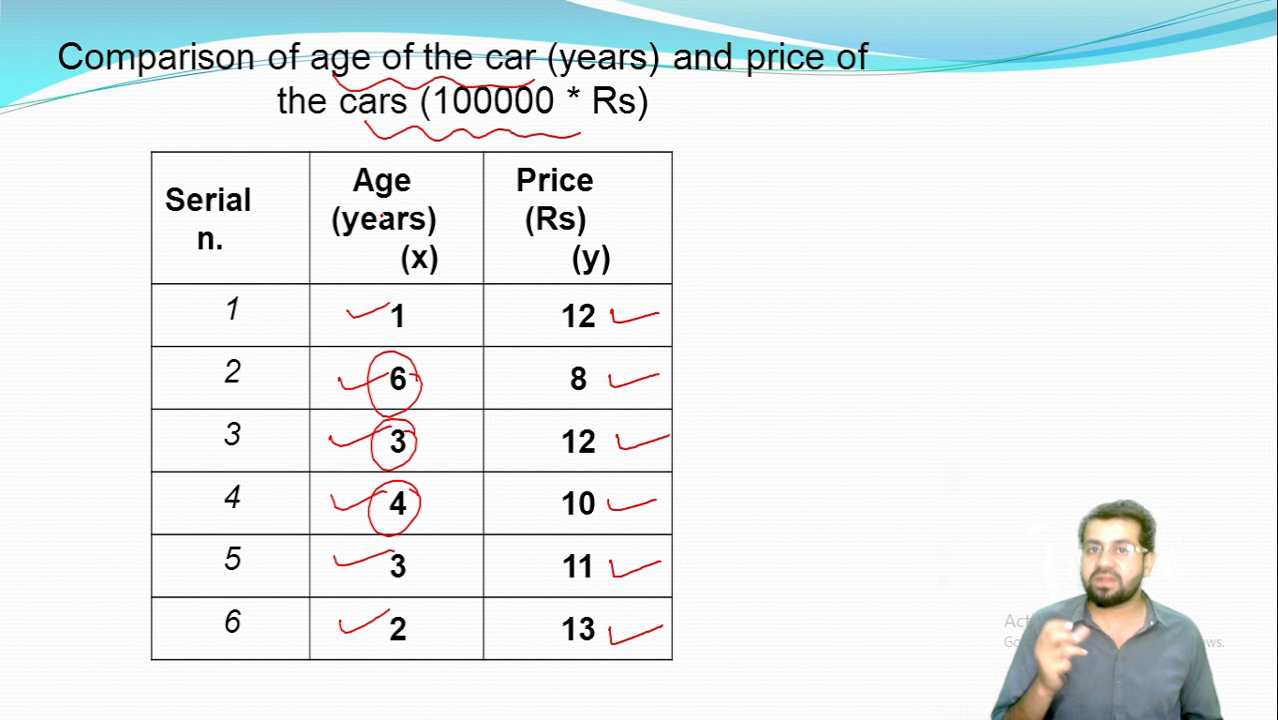 Comparison of age of the car (years) and price of
the cars (100000 * Rs)
Serial n. Age (years) (x) Price (Rs) (y)
1 1 12
2 6 8
3 3 12
4 4 10
5 3 11
6 2 13